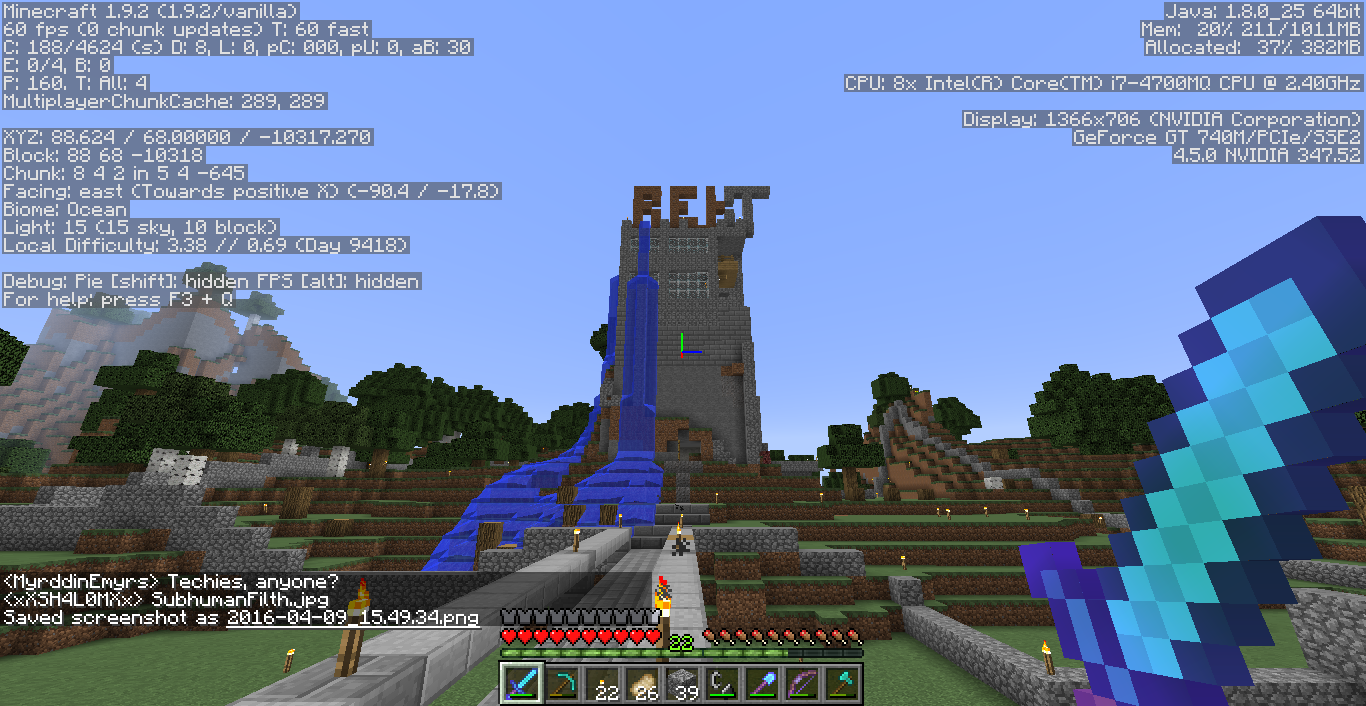 Minecraft 1.9.2 (1.9.2/vanilla)
60 fps (0 chunk updates) T: 60 fast
C: 188/4624 (s) D: 8, L: 0, pC: 000, pU: 0, aB: 30
E: 0/4, B: 0
P: 160. T: All: 4
MultiplayerChunkCache: 289, 289
XYZ: 88.624 / 68.00000 / -10317.270
Block: 88 68 -10318
Chunk: 8 4 2 in 5 4 -645
Facing: east (Towards positive X) (-90.4 / -17.8)
Biome: Ocean
Light: 15 (15 sky, 10 block)
Local Difficulty: 3.38 // 0.69 (Day 9418)
Debug: Pie [shift]: hidden FPS [alt]: hidden
For help: press F3 + Q
Java: 1.8.0_25 64bit
Mem: 20% 211/1011MB
Allocated: 37% 382MB
CPU: 8x Intel(R) Core(TM) i7-4700MQ CPU @ 2.40GHz
Display: 1366x706 (NVIDIA Corporation)
GeForce GT 740M/PCIe/SSE2
4.5.0 NVIDIA 347.52
REKT
<MyrddinEmyrs> Techies, anyone?
<xXSH4L0MXx> SubhumanFilth.jpg
Saved screenshot as 2016-04-09_15.49.34.png
28
22 26 39